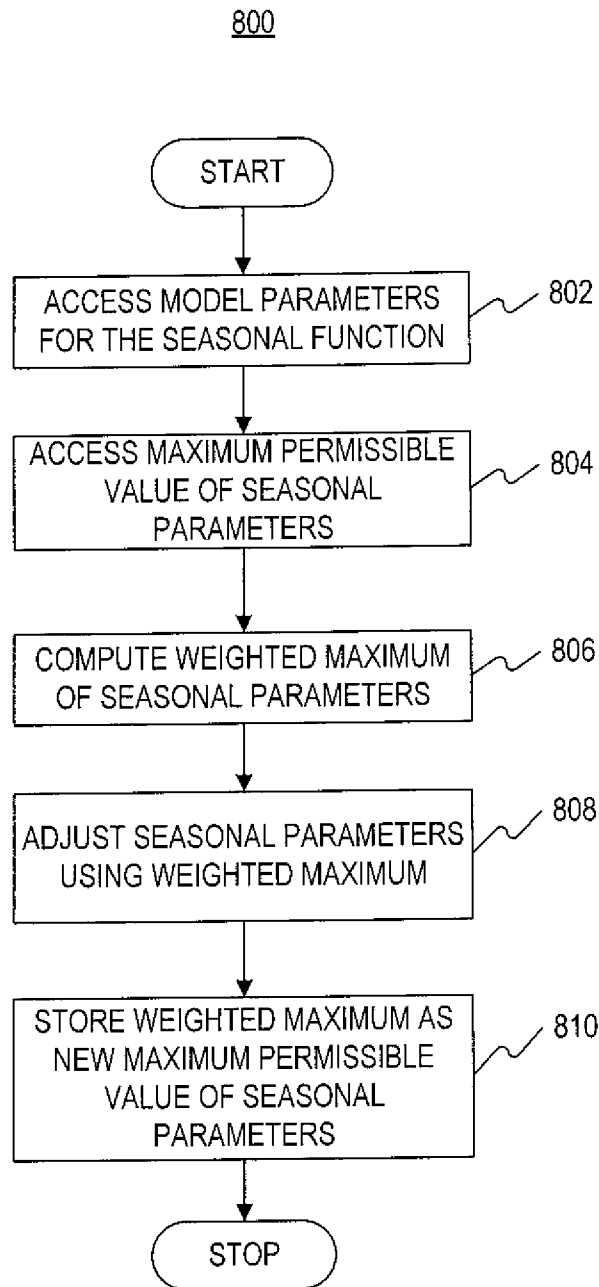 800
START
ACCESS MODEL PARAMETERS
FOR THE SEASONAL FUNCTION
802
ACCESS MAXIMUM PERMISSIBLE
VALUE OF SEASONAL
PARAMETERS
804
COMPUTE WEIGHTED MAXIMUM
OF SEASONAL PARAMETERS
806
ADJUST SEASONAL PARAMETERS
USING WEIGHTED MAXIMUM
808
STORE WEIGHTED MAXIMUM AS
NEW MAXIMUM PERMISSIBLE
VALUE OF SEASONAL
PARAMETERS
810
STOP